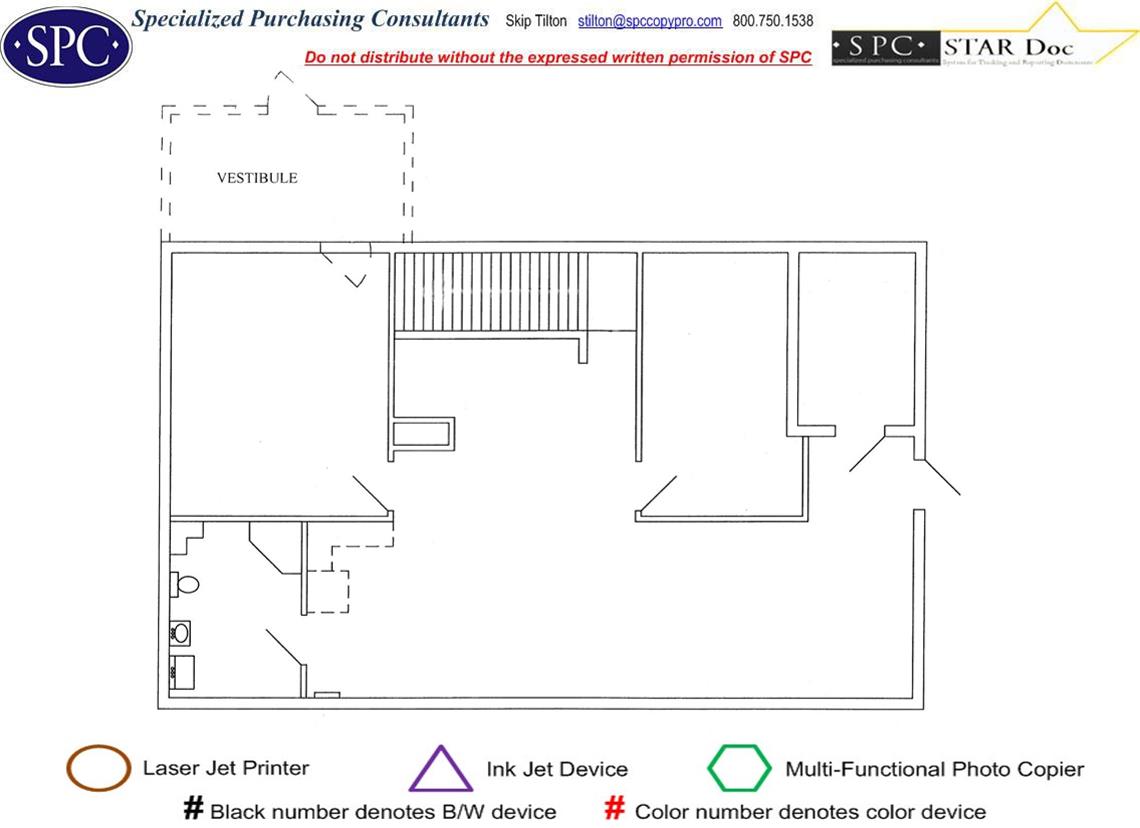 Specialized Purchasing Consultants Skip Tilton stilton@spccopypro.com 800.750.1538
·SPC·
Do not distribute without the expressed written permission of SPC
·SPC· STAR Doc
specialized purchasing consultants System for Tracking and Reporting Documents
VESTIBULE
Laser Jet Printer Ink Jet Device Multi-Functional Photo Copier
# Black number denotes B/W device # Color number denotes color device